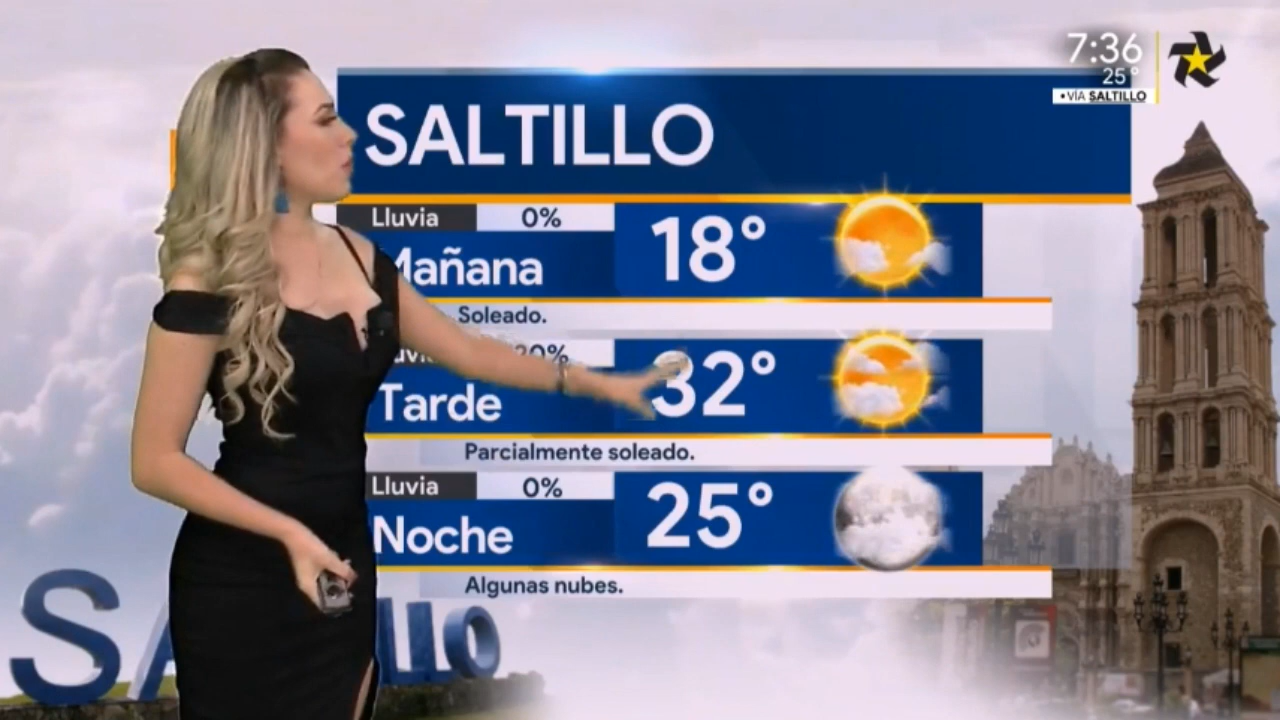 7:36
25°
•VÍA SALTILLO
SALTILLO
Lluvia 0%
Mañana 18°
Soleado.
Tarde 32°
Parcialmente soleado.
Lluvia 0%
Noche 25°
Algunas nubes.